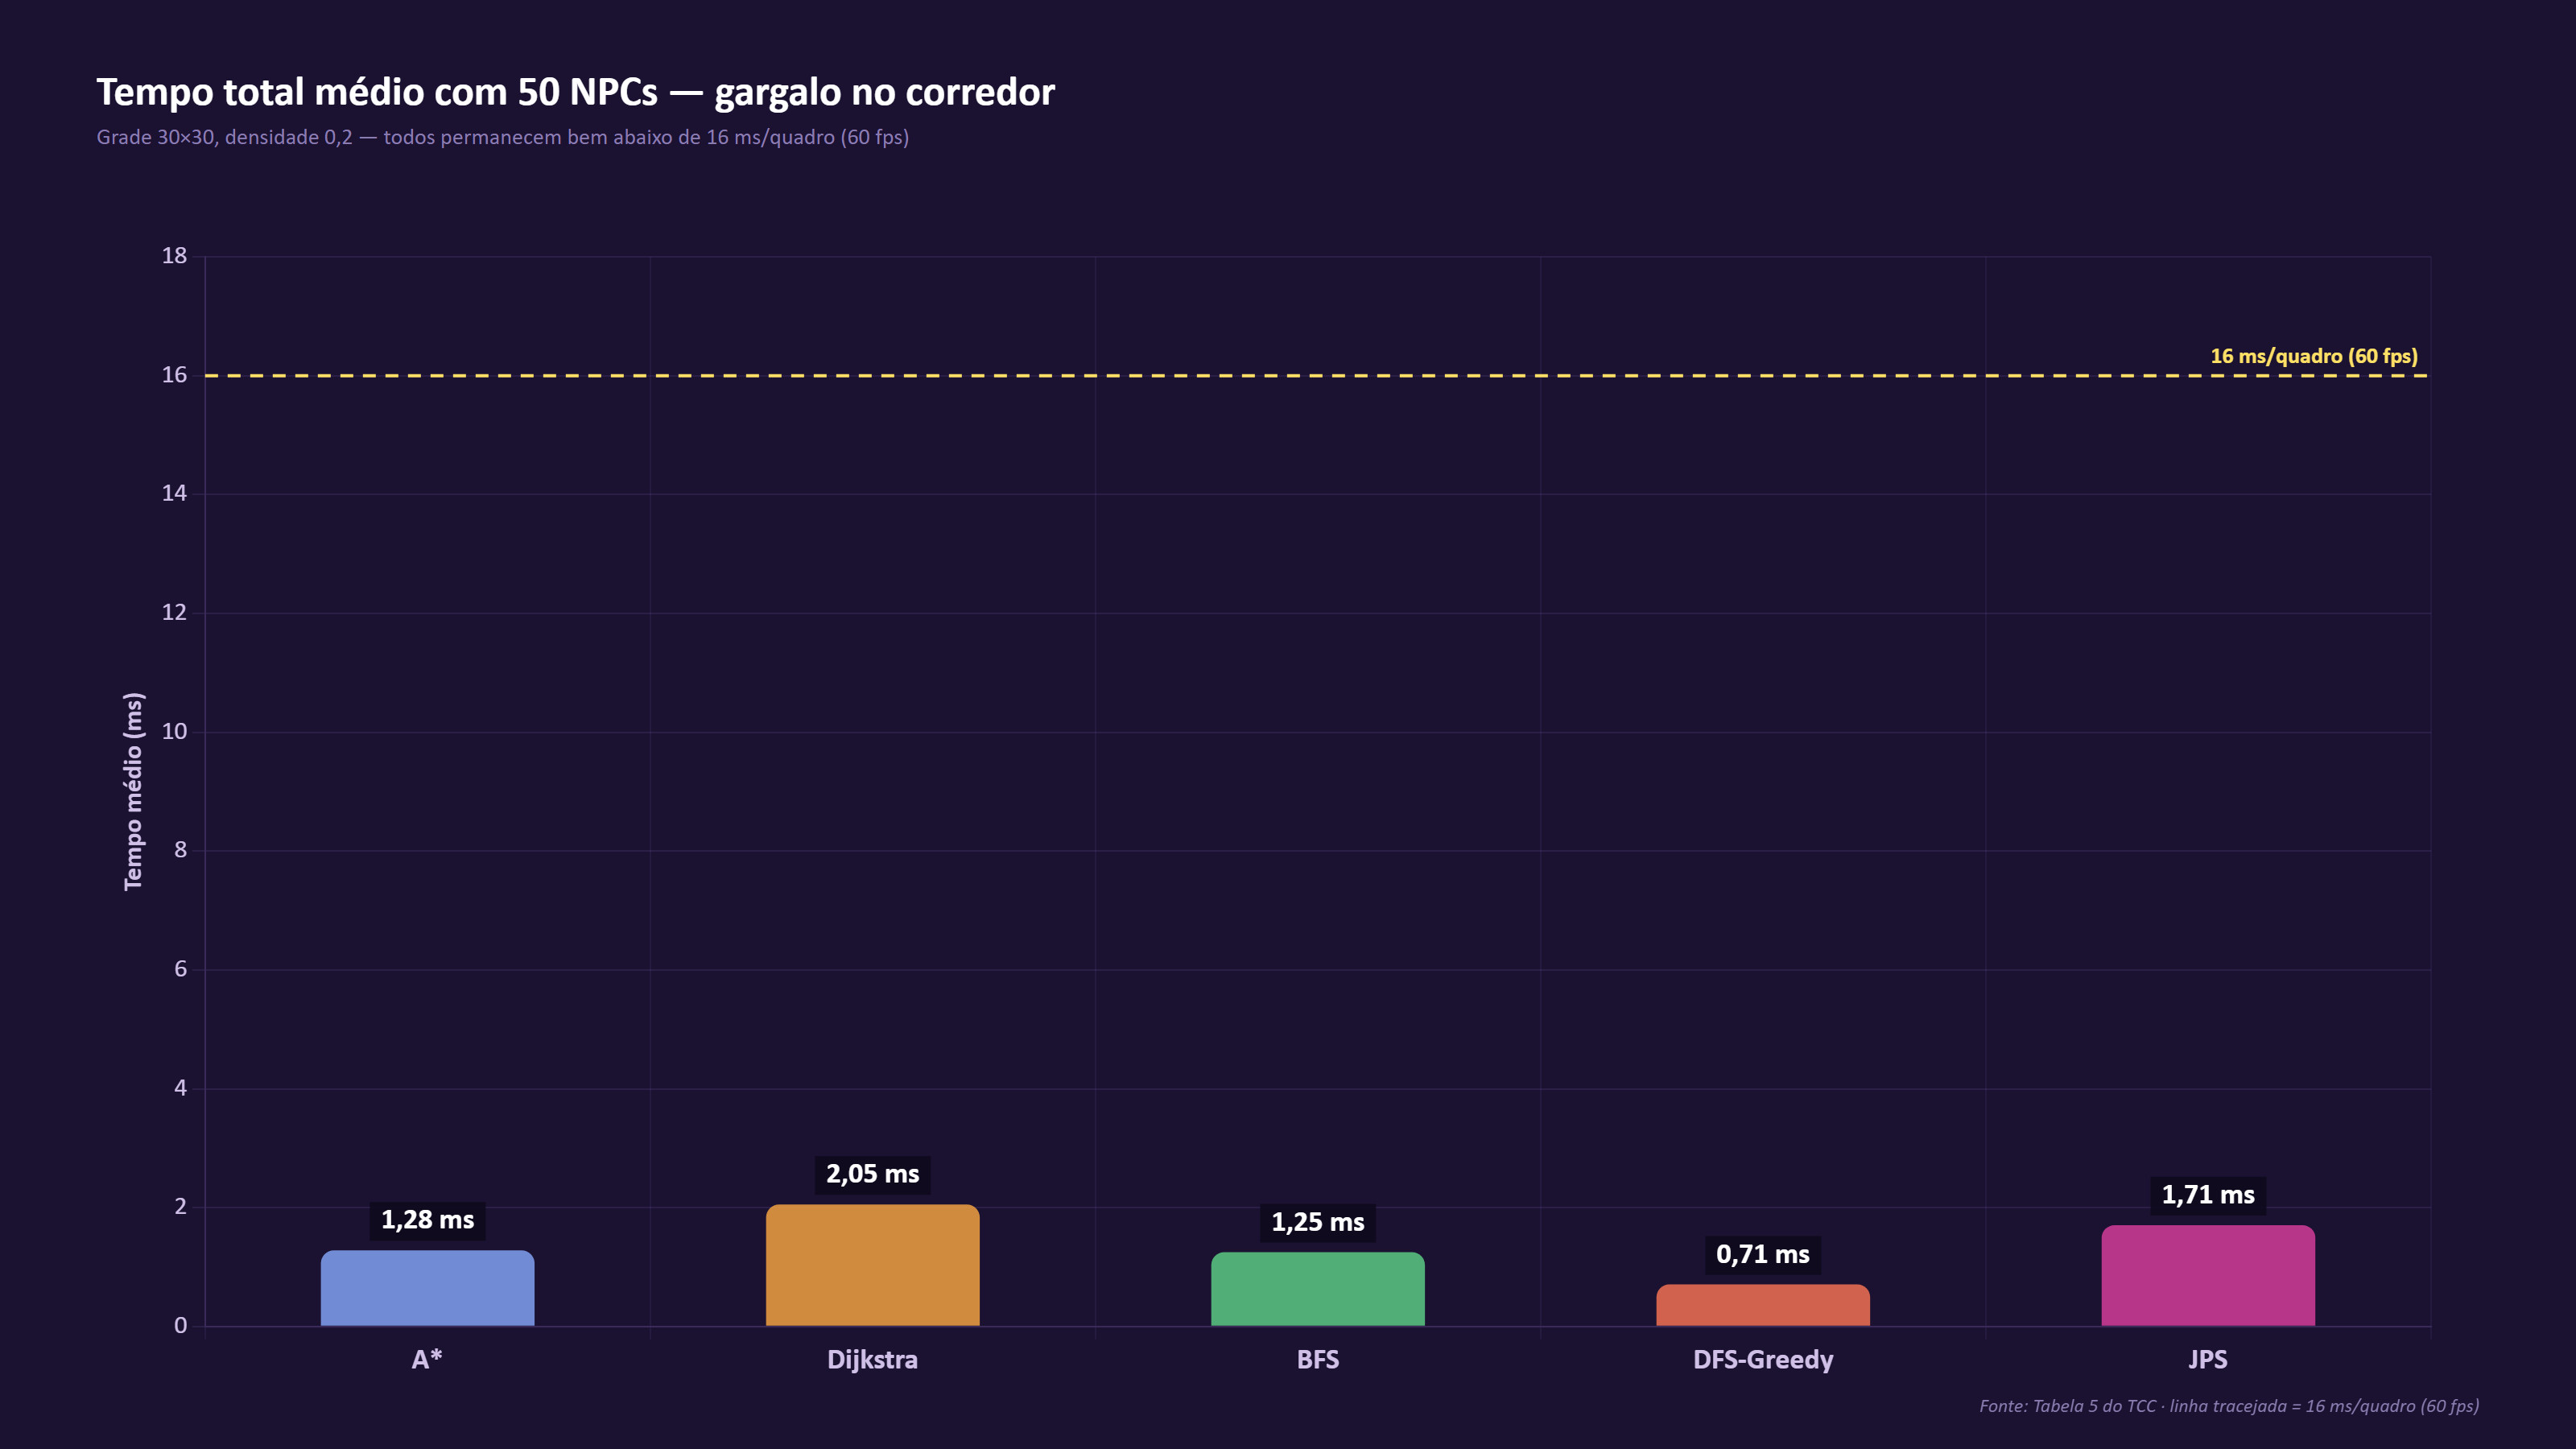 Tempo total médio com 50 NPCs — gargalo no corredor
Grade 30×30, densidade 0,2 — todos permanecem bem abaixo de 16 ms/quadro (60 fps)
18
16 ms/quadro (60 fps)
16
14
12
10
Tempo médio (ms)
8
6
4
2
0
1,28 ms
2,05 ms
1,25 ms
0,71 ms
1,71 ms
A*
Dijkstra
BFS
DFS-Greedy
JPS
Fonte: Tabela 5 do TCC · linha tracejada = 16 ms/quadro (60 fps)